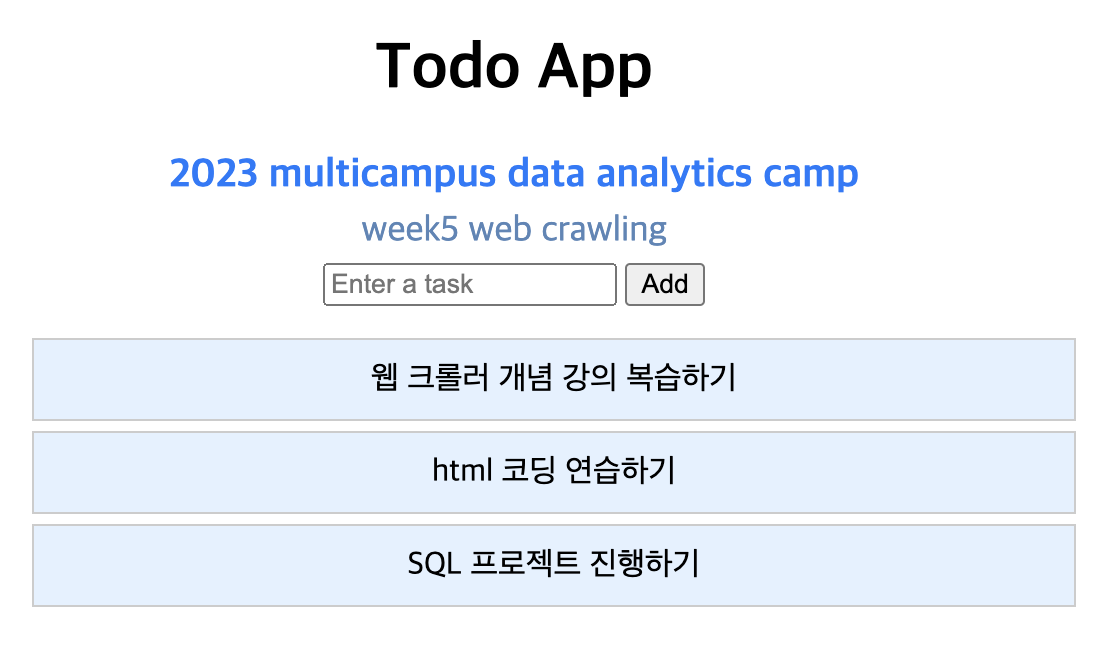 Todo App
2023 multicampus data analytics camp
week5 web crawling
Enter a task Add
웹 크롤러 개념 강의 복습하기
html 코딩 연습하기
SQL 프로젝트 진행하기